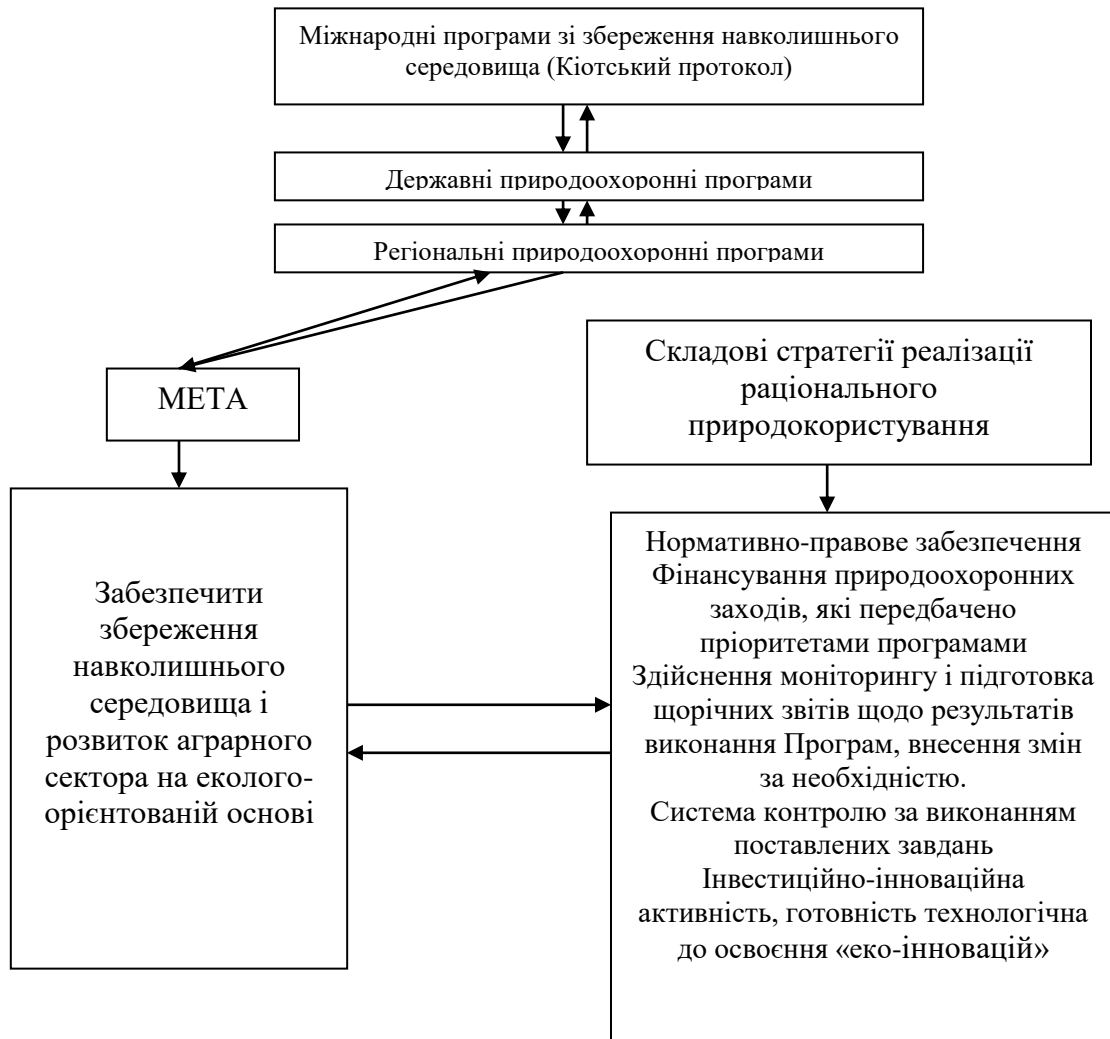 Міжнародні програми зі збереження навколишнього
середовища (Кіотський протокол)
Державні природоохоронні програми
Регіональні природоохоронні програми
МЕТА
Складові стратегії реалізації
раціонального
природокористування
Забезпечити
збереження
навколишнього
середовища і
розвиток аграрного
сектора на еколого-
орієнтованій основі
Нормативно-правове забезпечення
Фінансування природоохоронних
заходів, які передбачено
пріоритетами програмами
Здійснення моніторингу і підготовка
щорічних звітів щодо результатів
виконання Програм, внесення змін
за необхідністю.
Система контролю за виконанням
поставлених завдань
Інвестиційно-інноваційна
активність, готовність технологічна
до освоєння «еко-інновацій»